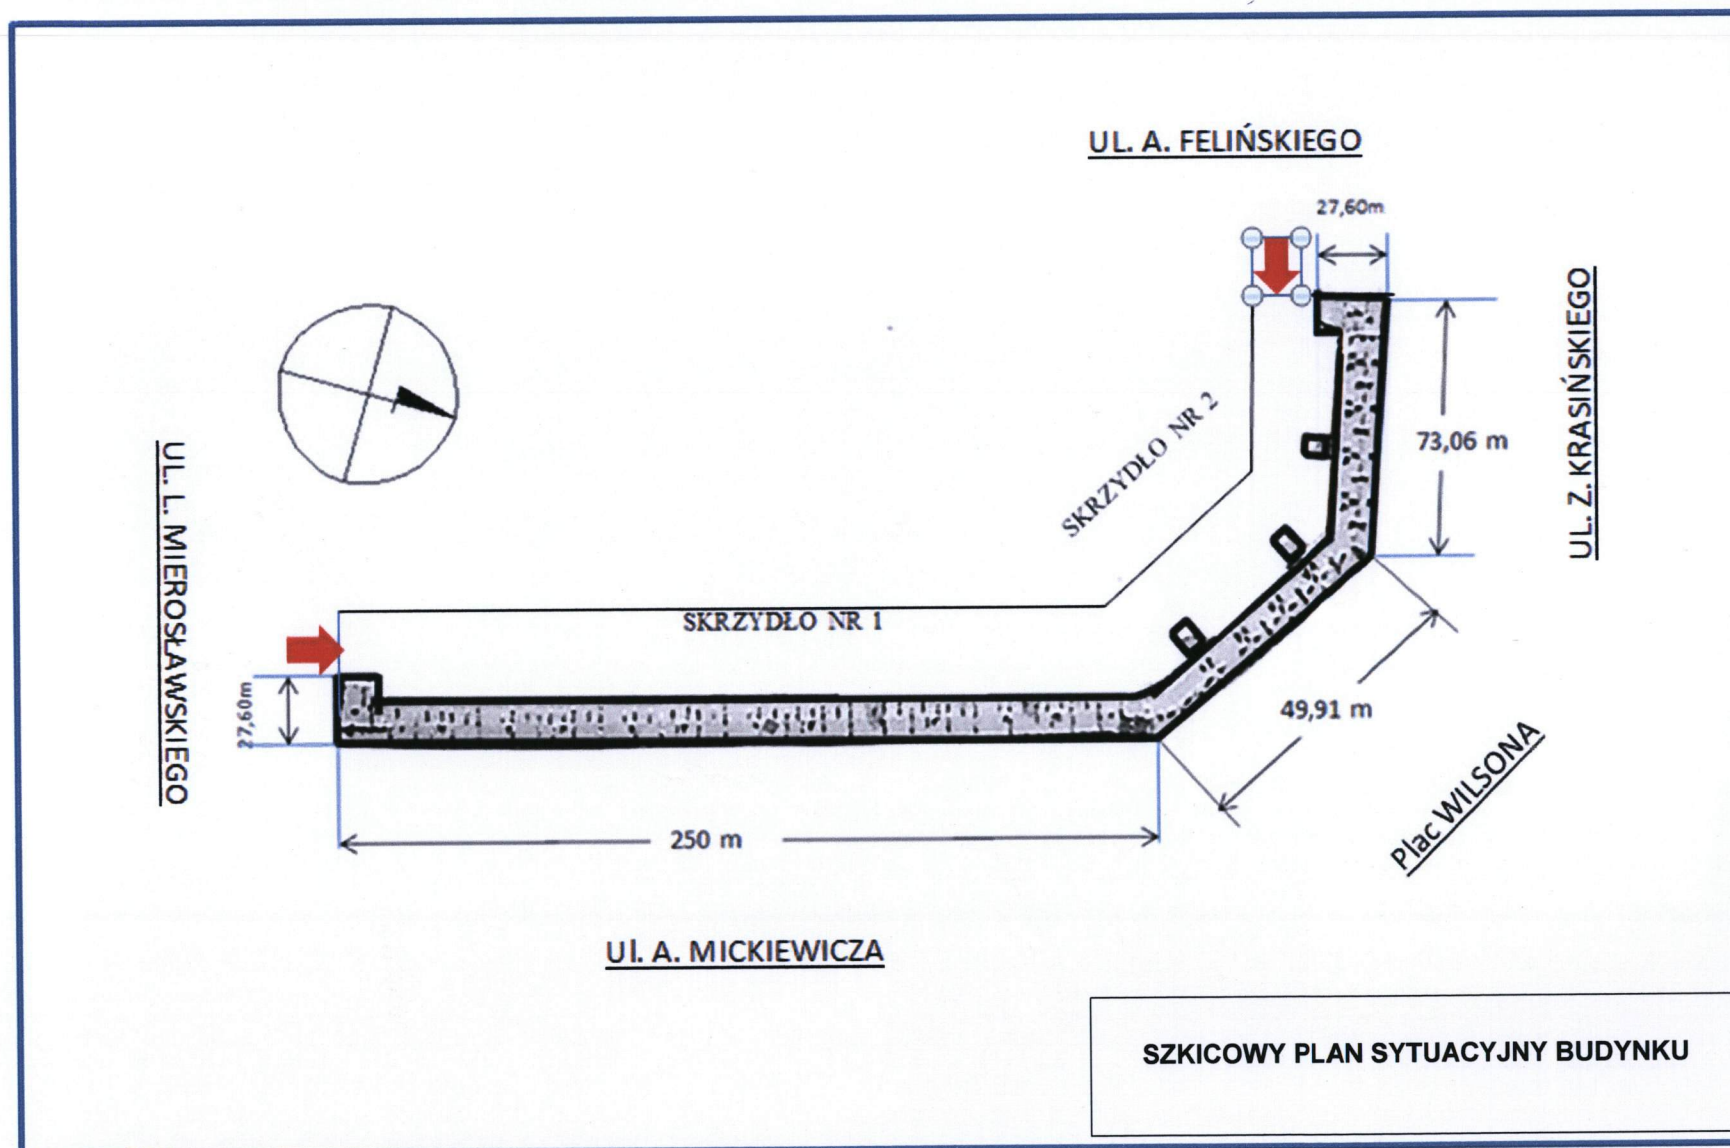 UL. A. FELIŃSKIEGO
27,60m
UL. Z. KRASIŃSKIEGO
73,06 m
SKRZYDŁO NR 2
UL. L. MIEROSŁAWSKIEGO
SKRZYDŁO NR 1
27,60m
49,91 m
Plac WILSONA
250 m
Ul. A. MICKIEWICZA
SZKICOWY PLAN SYTUACYJNY BUDYNKU